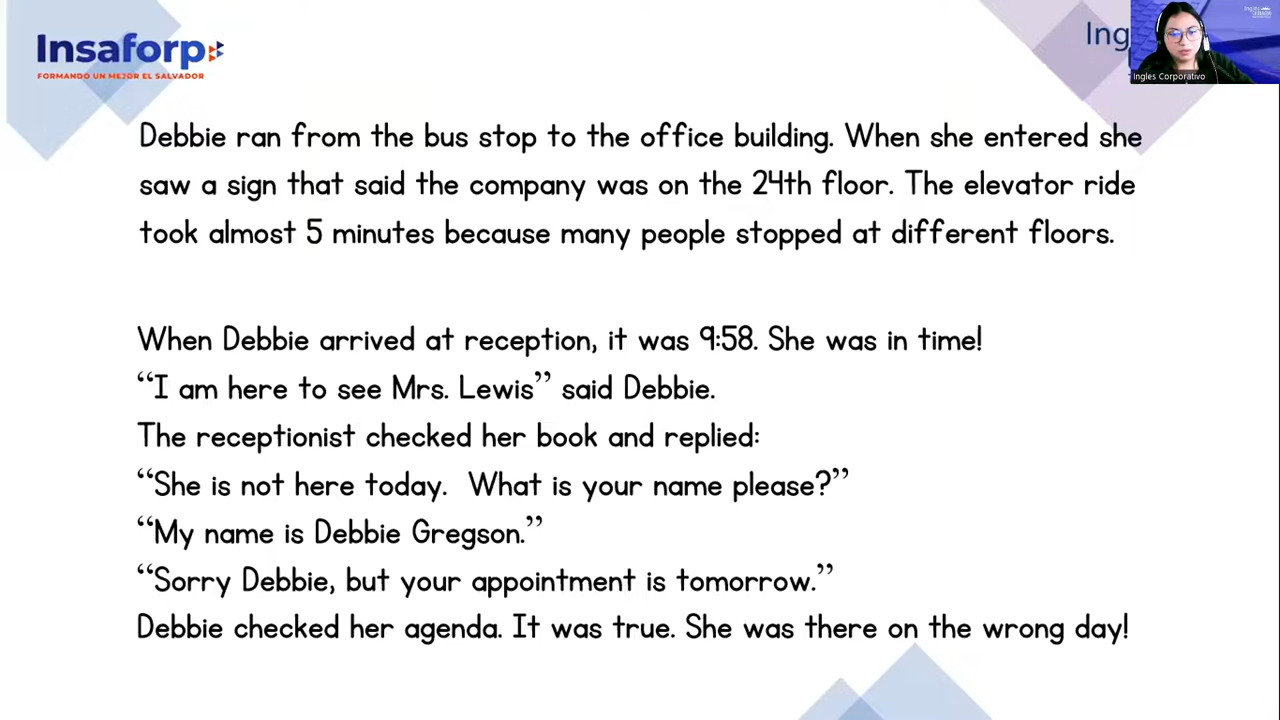 Insaforp
FORMANDO UN MEJOR EL SALVADOR
Ing
Ingles Corporativo
Debbie ran from the bus stop to the office building. When she entered she
saw a sign that said the company was on the 24th floor. The elevator ride
took almost 5 minutes because many people stopped at different floors.
When Debbie arrived at reception, it was 9:58. She was in time!
“I am here to see Mrs. Lewis” said Debbie.
The receptionist checked her book and replied:
“She is not here today.  What is your name please?”
“My name is Debbie Gregson.”
“Sorry Debbie, but your appointment is tomorrow.”
Debbie checked her agenda. It was true. She was there on the wrong day!